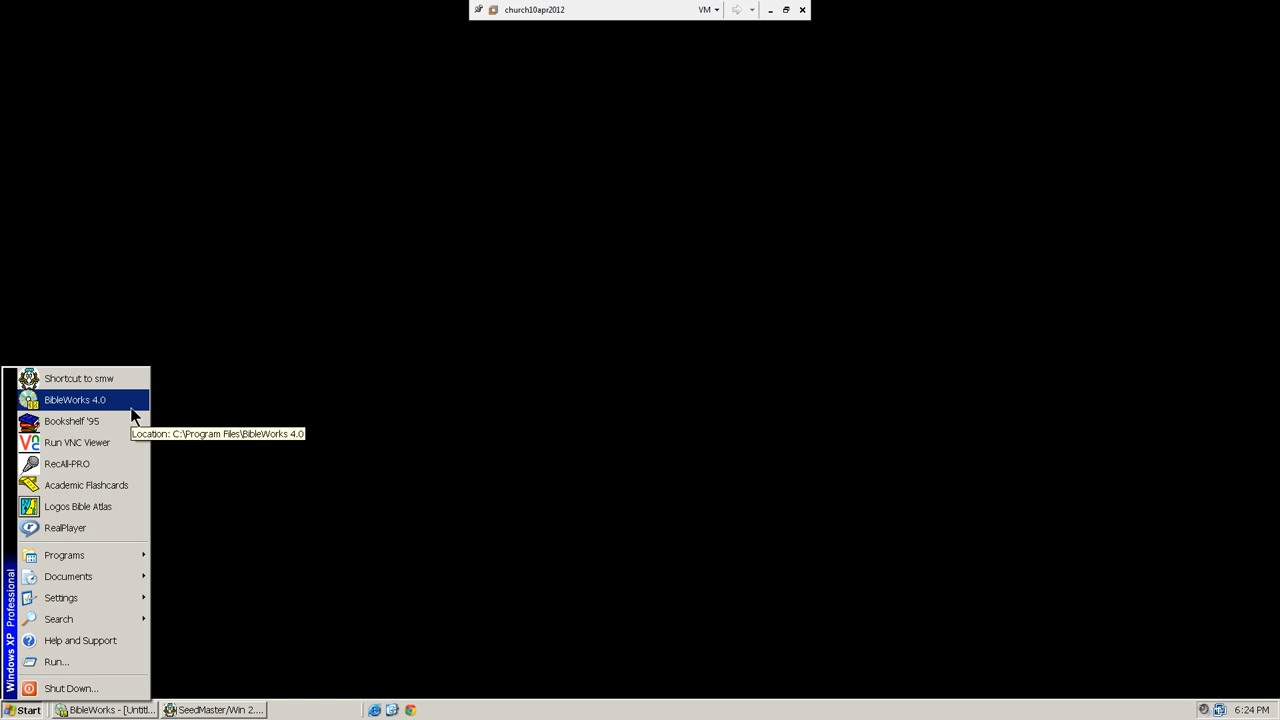 church10apr2012
VM
Shortcut to smw
BibleWorks 4.0
Bookshelf '95
Location: C:\Program Files\BibleWorks 4.0
Run VNC Viewer
RecAll-PRO
Academic Flashcards
Logos Bible Atlas
RealPlayer
Programs
Documents
Settings
Search
Help and Support
Run...
Shut Down...
Windows XP Professional
Start
BibleWorks - [Untitl...
SeedMaster/Win 2....
6:24 PM